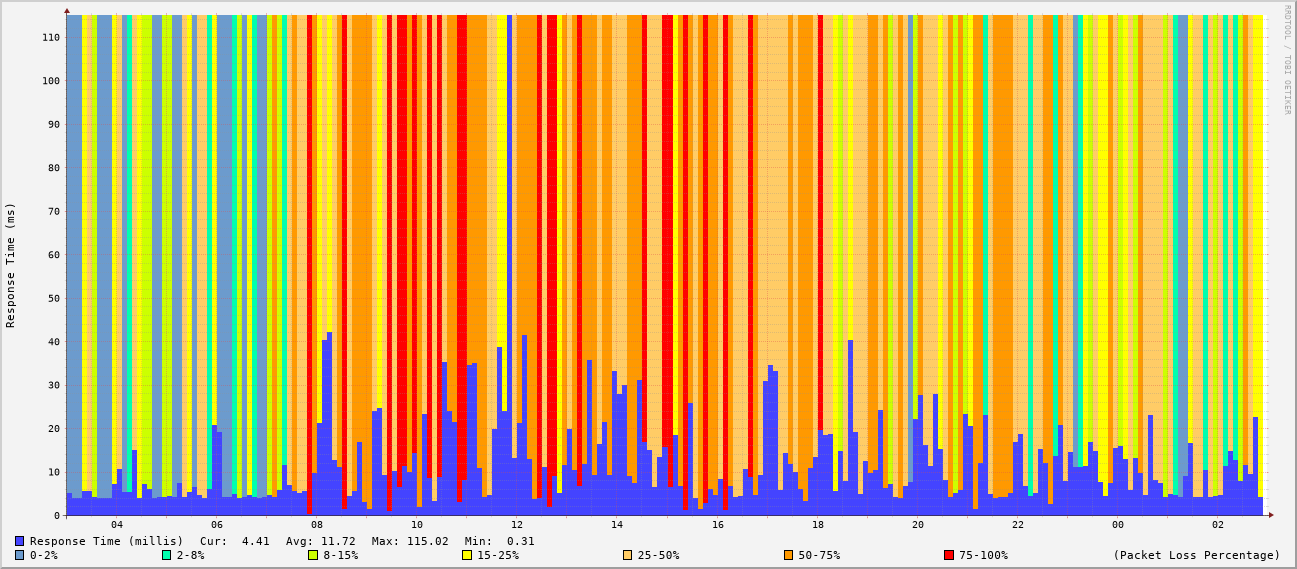 RRDTOOL / TOBI OETIKER
Response Time (ms)
110
100
90
80
70
60
50
40
30
20
10
0
04 06 08 10 12 14 16 18 20 22 00 02
Response Time (millis) Cur: 4.41 Avg: 11.72 Max: 115.02 Min: 0.31
0-2% 2-8% 8-15% 15-25% 25-50% 50-75% 75-100% (Packet Loss Percentage)